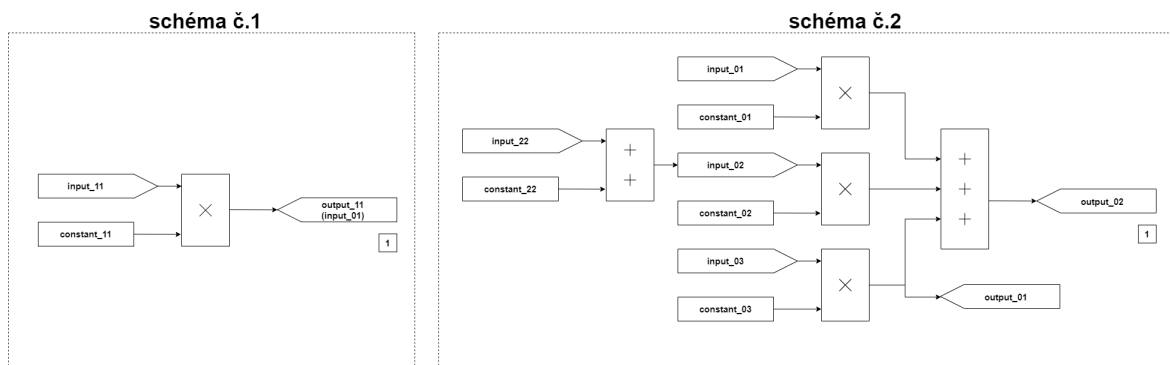 schéma č.1
input_11
constant_11
×
output_11
(input_01)
1
schéma č.2
input_01
constant_01
×
input_22
constant_22
+
+
input_02
constant_02
×
input_03
constant_03
×
+
+
+
output_02
1
output_01